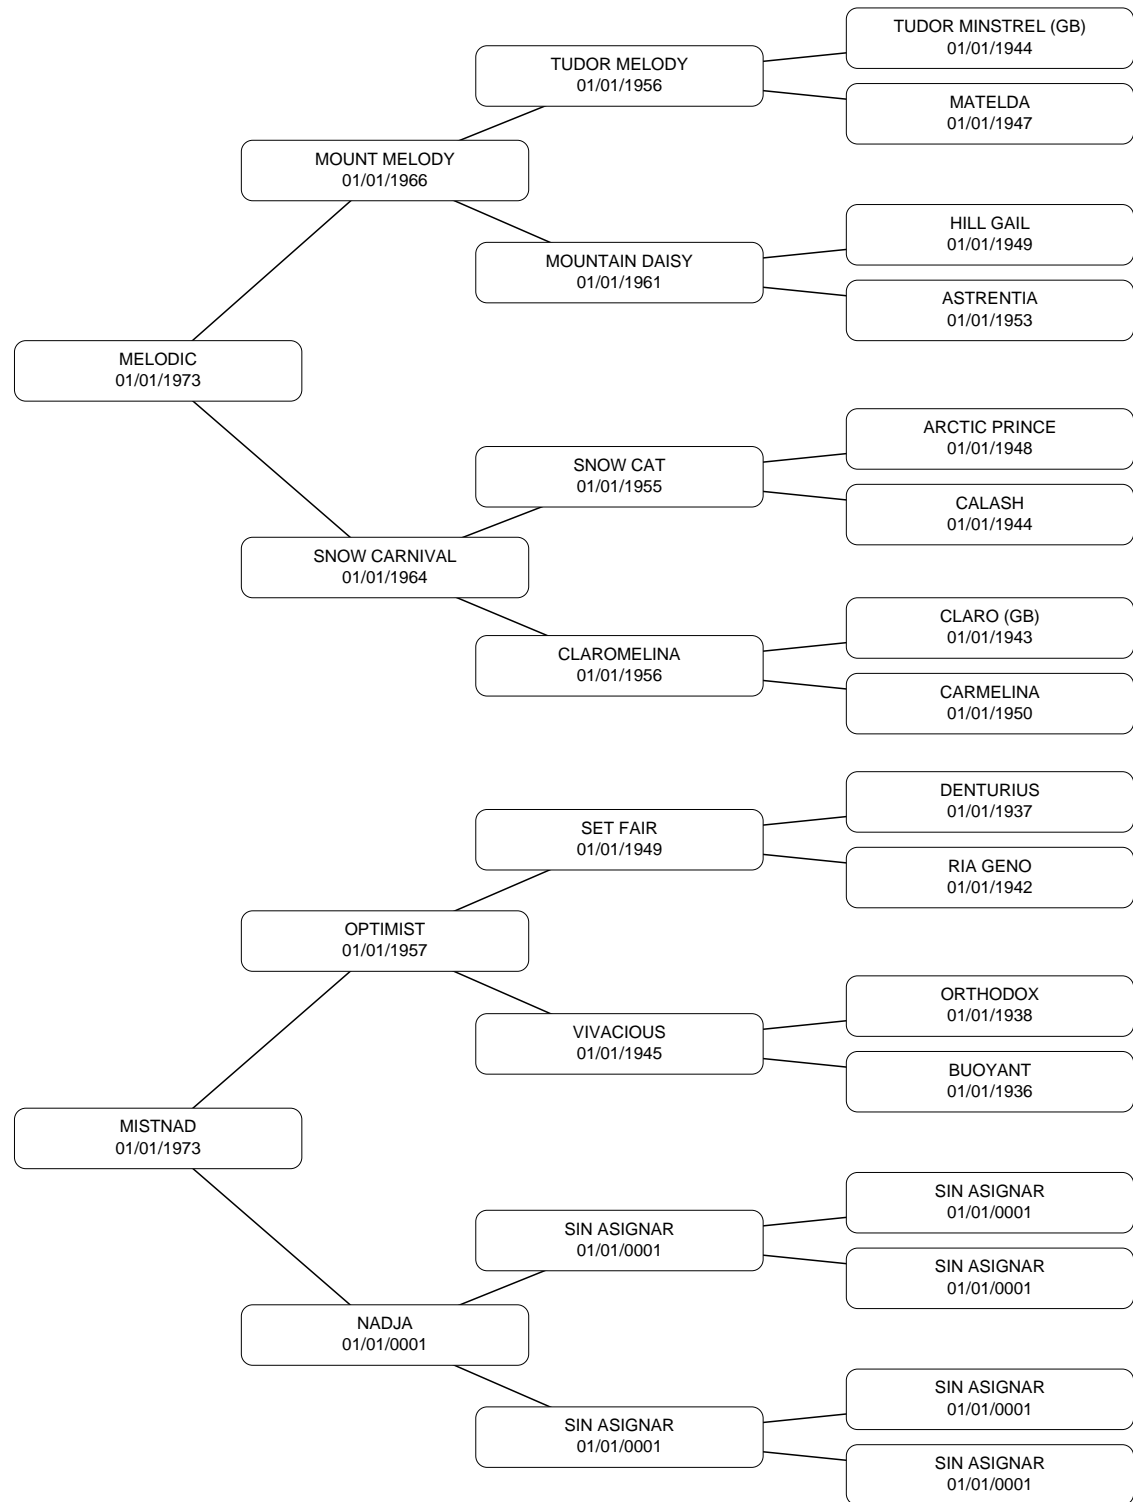 TUDOR MINSTREL (GB)
01/01/1944
TUDOR MELODY
01/01/1956
MATELDA
01/01/1947
MOUNT MELODY
01/01/1966
HILL GAIL
01/01/1949
MOUNTAIN DAISY
01/01/1961
ASTRENTIA
01/01/1953
MELODIC
01/01/1973
ARCTIC PRINCE
01/01/1948
SNOW CAT
01/01/1955
CALASH
01/01/1944
SNOW CARNIVAL
01/01/1964
CLARO (GB)
01/01/1943
CLAROMELINA
01/01/1956
CARMELINA
01/01/1950
DENTURIUS
01/01/1937
SET FAIR
01/01/1949
RIA GENO
01/01/1942
OPTIMIST
01/01/1957
ORTHODOX
01/01/1938
VIVACIOUS
01/01/1945
BUOYANT
01/01/1936
MISTNAD
01/01/1973
SIN ASIGNAR
01/01/0001
SIN ASIGNAR
01/01/0001
SIN ASIGNAR
01/01/0001
NADJA
01/01/0001
SIN ASIGNAR
01/01/0001
SIN ASIGNAR
01/01/0001
SIN ASIGNAR
01/01/0001